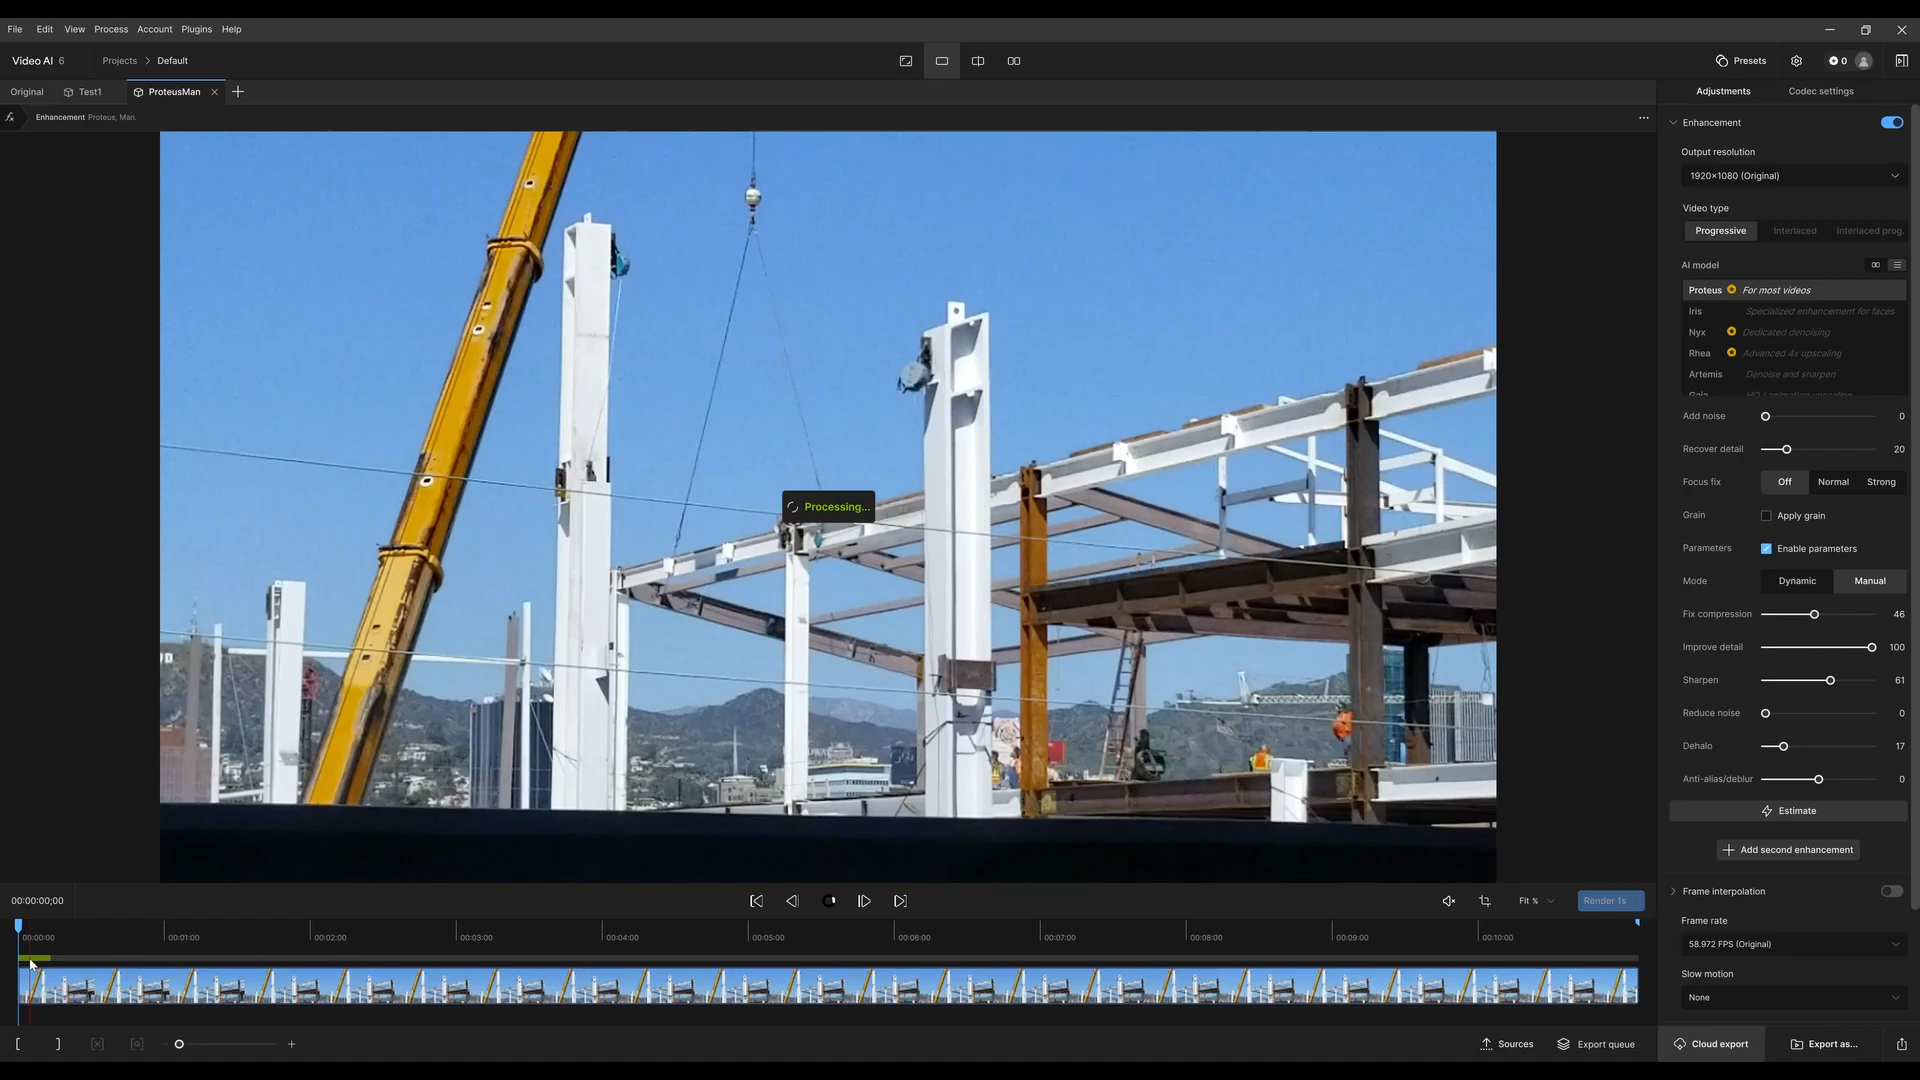 File Edit View Process Account Plugins Help
Video AI 6 Projects > Default Presets 0
Original Test1 ProteusMan
fx Enhancement Proteus, Man.
Adjustments Codec settings
Enhancement
Output resolution
1920×1080 (Original)
Video type
Progressive Interlaced Interlaced prog.
AI model
Proteus For most videos
Iris Specialized enhancement for faces
Nyx Dedicated denoising
Rhea Advanced 4x upscaling
Artemis Denoise and sharpen
Gaia HQ / animation upscaling
Add noise 0
Recover detail 20
Focus fix Off Normal Strong
Grain Apply grain
Parameters Enable parameters
Mode Dynamic Manual
Fix compression 46
Improve detail 100
Sharpen 61
Reduce noise 0
Dehalo 17
Anti-alias/deblur 0
Estimate
Add second enhancement
Frame interpolation
Frame rate
58.972 FPS (Original)
Slow motion
None
Processing...
00:00:00;00 Fit % Render 1s
00:00:00 00:01:00 00:02:00 00:03:00 00:04:00 00:05:00 00:06:00 00:07:00 00:08:00 00:09:00 00:10:00
Sources Export queue Cloud export Export as...